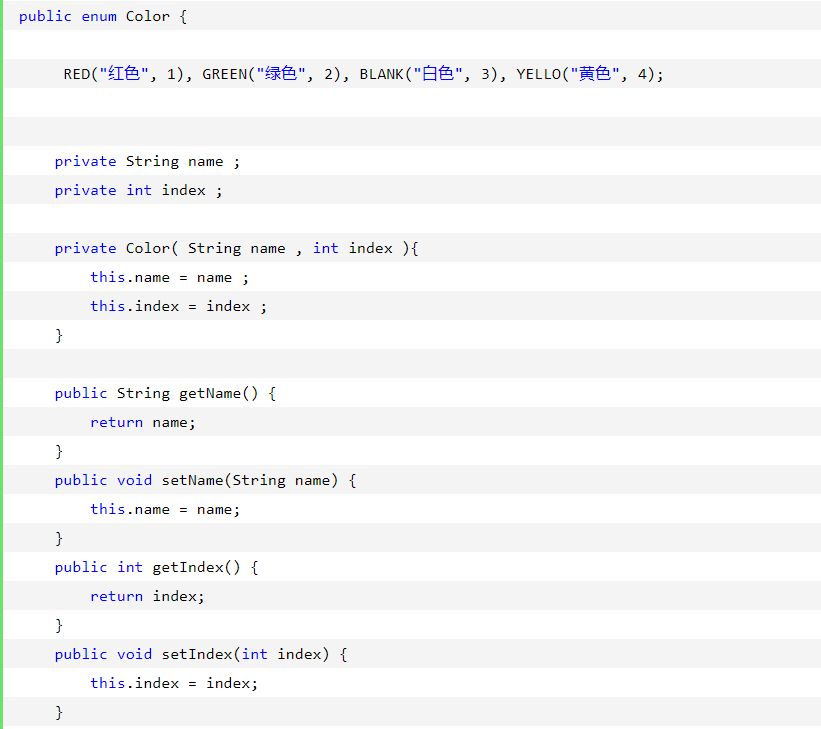 public enum Color {
RED("红色", 1), GREEN("绿色", 2), BLANK("白色", 3), YELLO("黄色", 4);
private String name ;
private int index ;
private Color( String name , int index ){
this.name = name ;
this.index = index ;
}
public String getName() {
return name;
}
public void setName(String name) {
this.name = name;
}
public int getIndex() {
return index;
}
public void setIndex(int index) {
this.index = index;
}